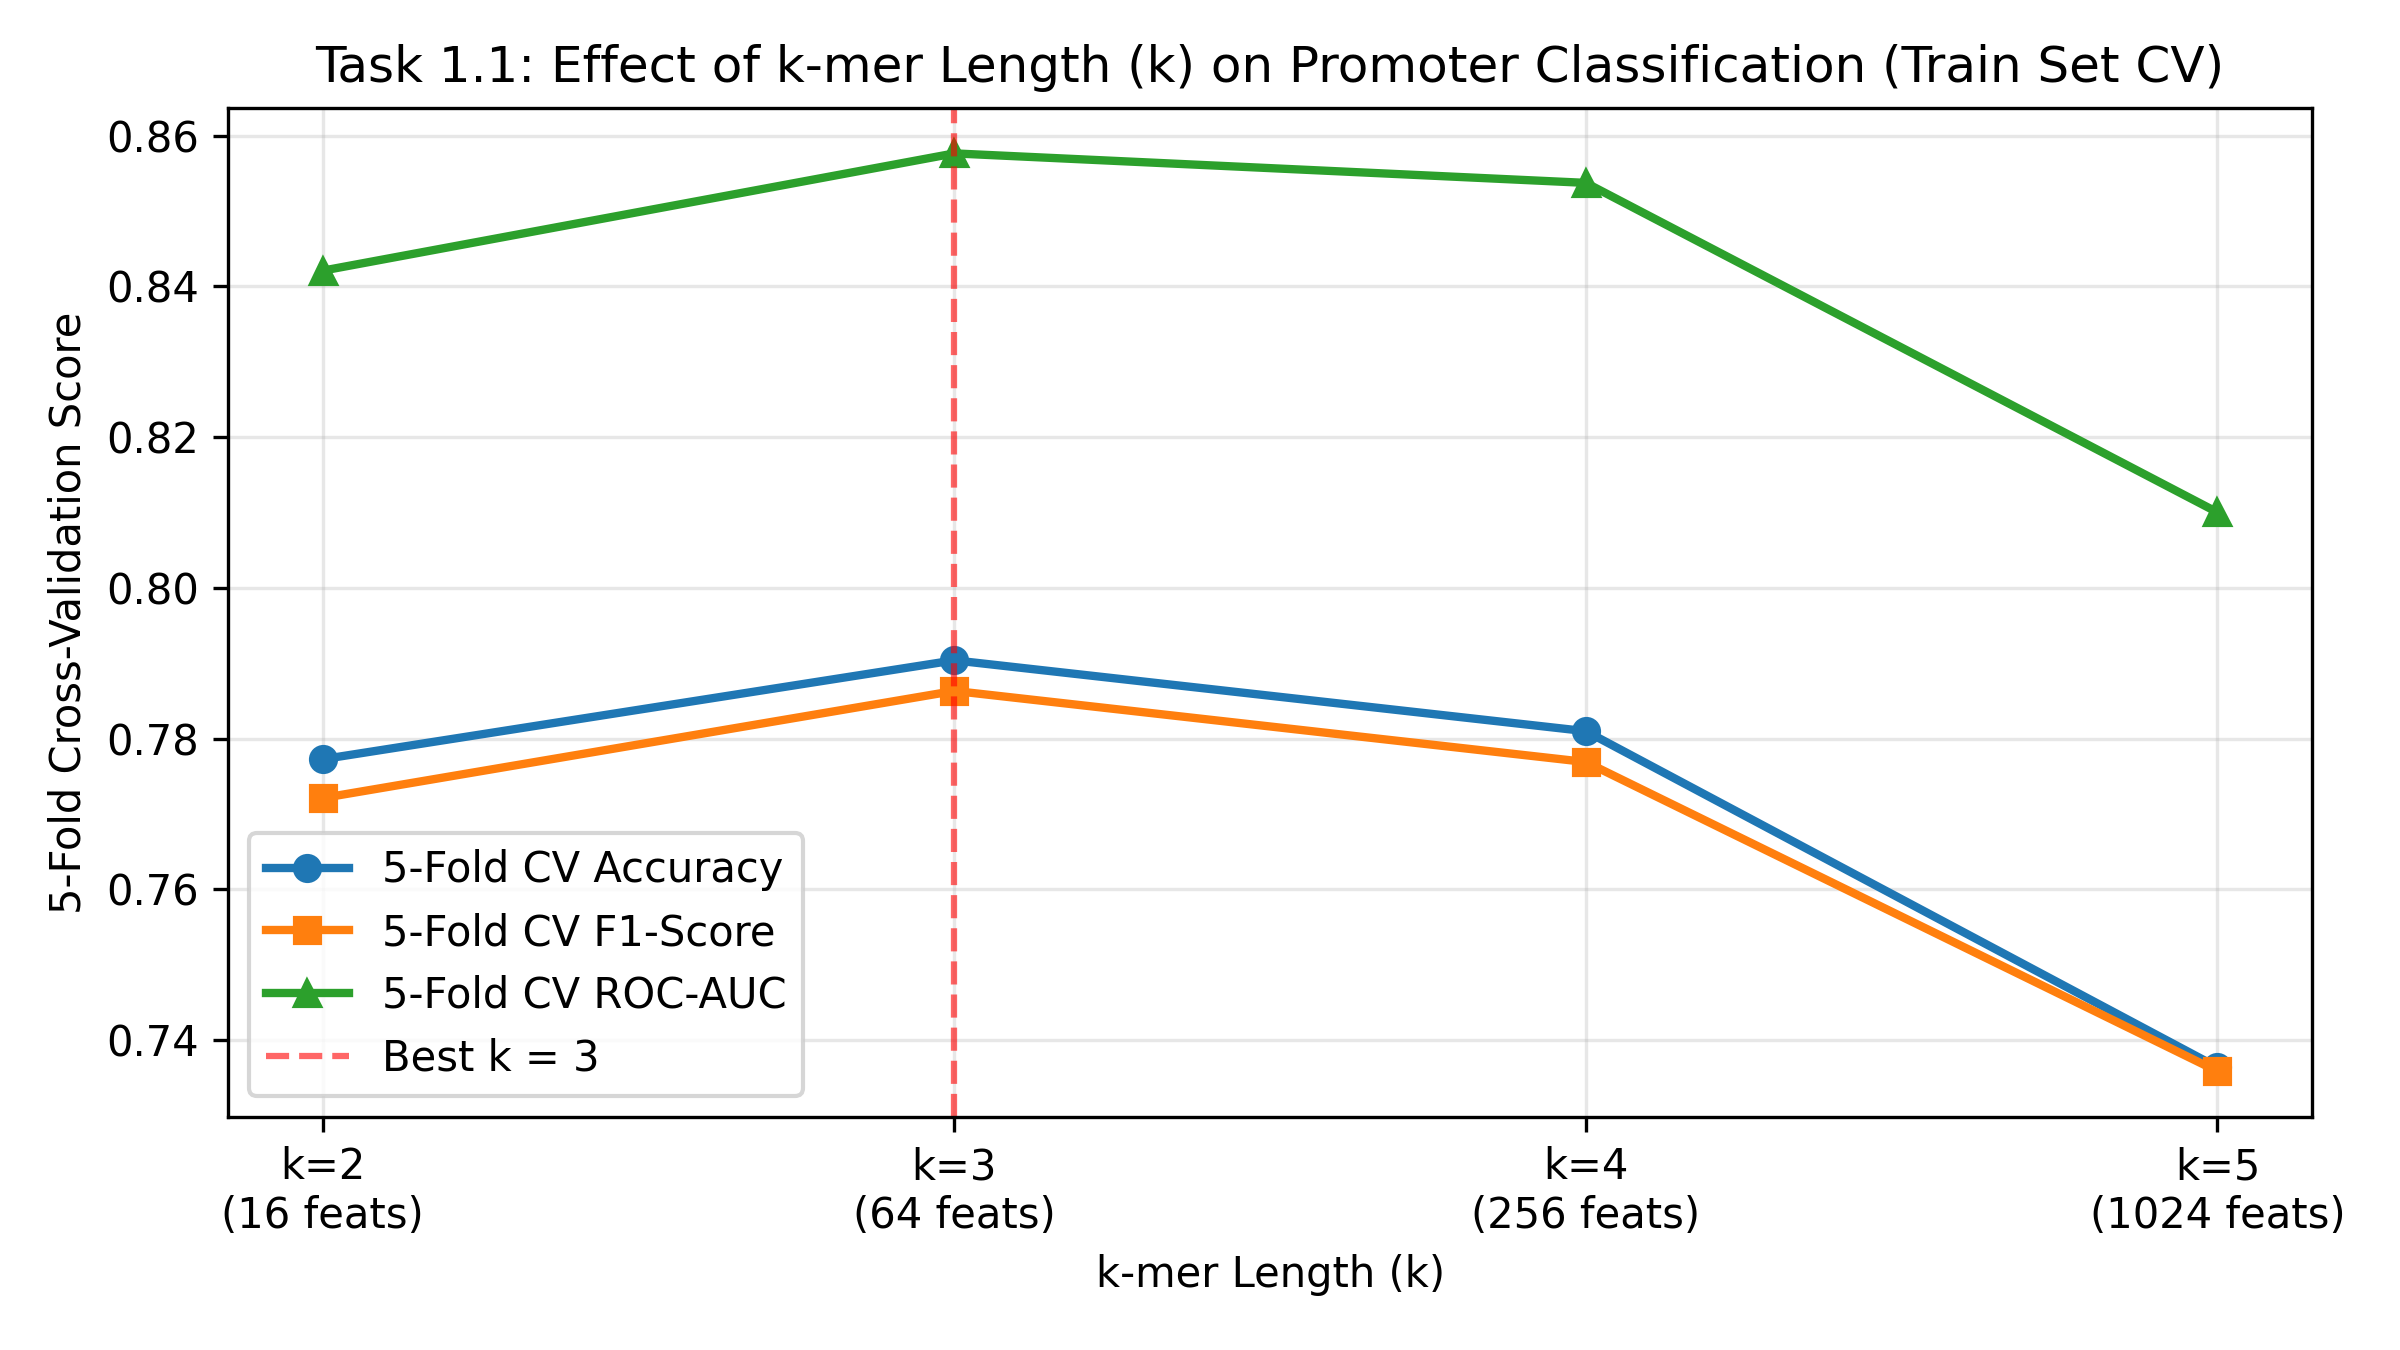 Task 1.1: Effect of k-mer Length (k) on Promoter Classification (Train Set CV)
5-Fold Cross-Validation Score
0.86
0.84
0.82
0.80
0.78
0.76
0.74
5-Fold CV Accuracy
5-Fold CV F1-Score
5-Fold CV ROC-AUC
Best k = 3
k=2
(16 feats)
k=3
(64 feats)
k=4
(256 feats)
k=5
(1024 feats)
k-mer Length (k)